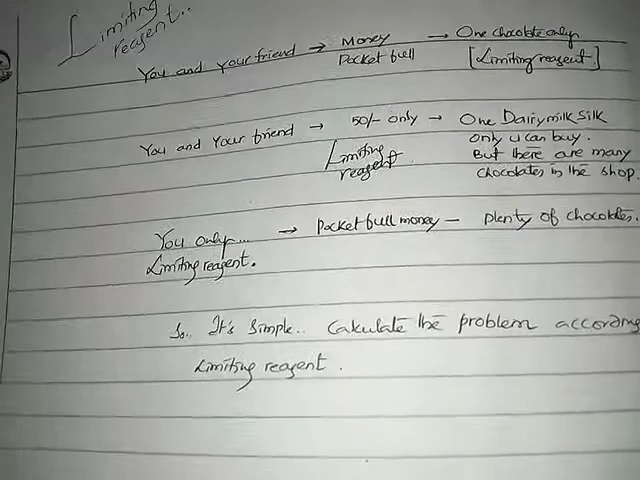 Limiting
reagent..
You and your friend → Money → One chocolate only
Pocket bull [Limiting reagent]
You and Your friend → 50/- only → One Dairymilk Silk
only u can buy.
Limiting But there are many
reagent chocolates in the shop.
You only... → Pocket bull money – Plenty of chocolates.
Limiting reagent.
So.. It's simple.. Calculate the problem according
Limiting reagent.